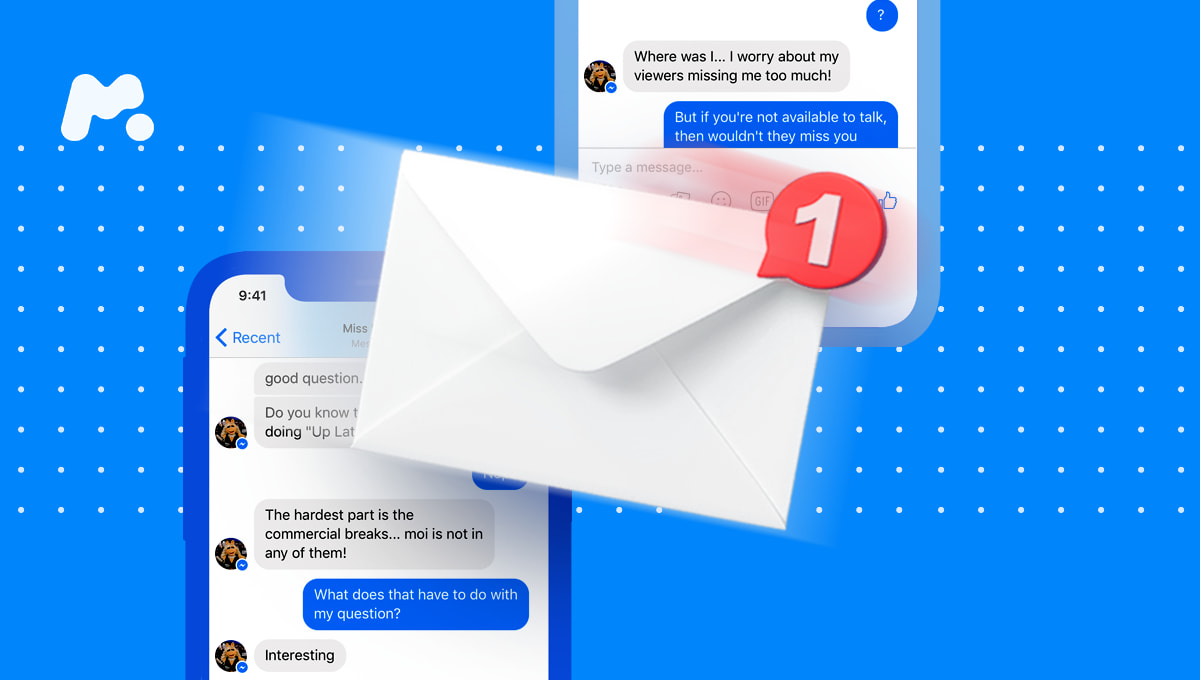 ?
Where was I... I worry about my
viewers missing me too much!
But if you're not available to talk,
then wouldn't they miss you
Type a message...
GIF
1
9:41
Recent
Miss
good question.
Do you know
doing "Up Lat
The hardest part is the
commercial breaks... moi is not in
any of them!
What does that have to do with
my question?
Interesting